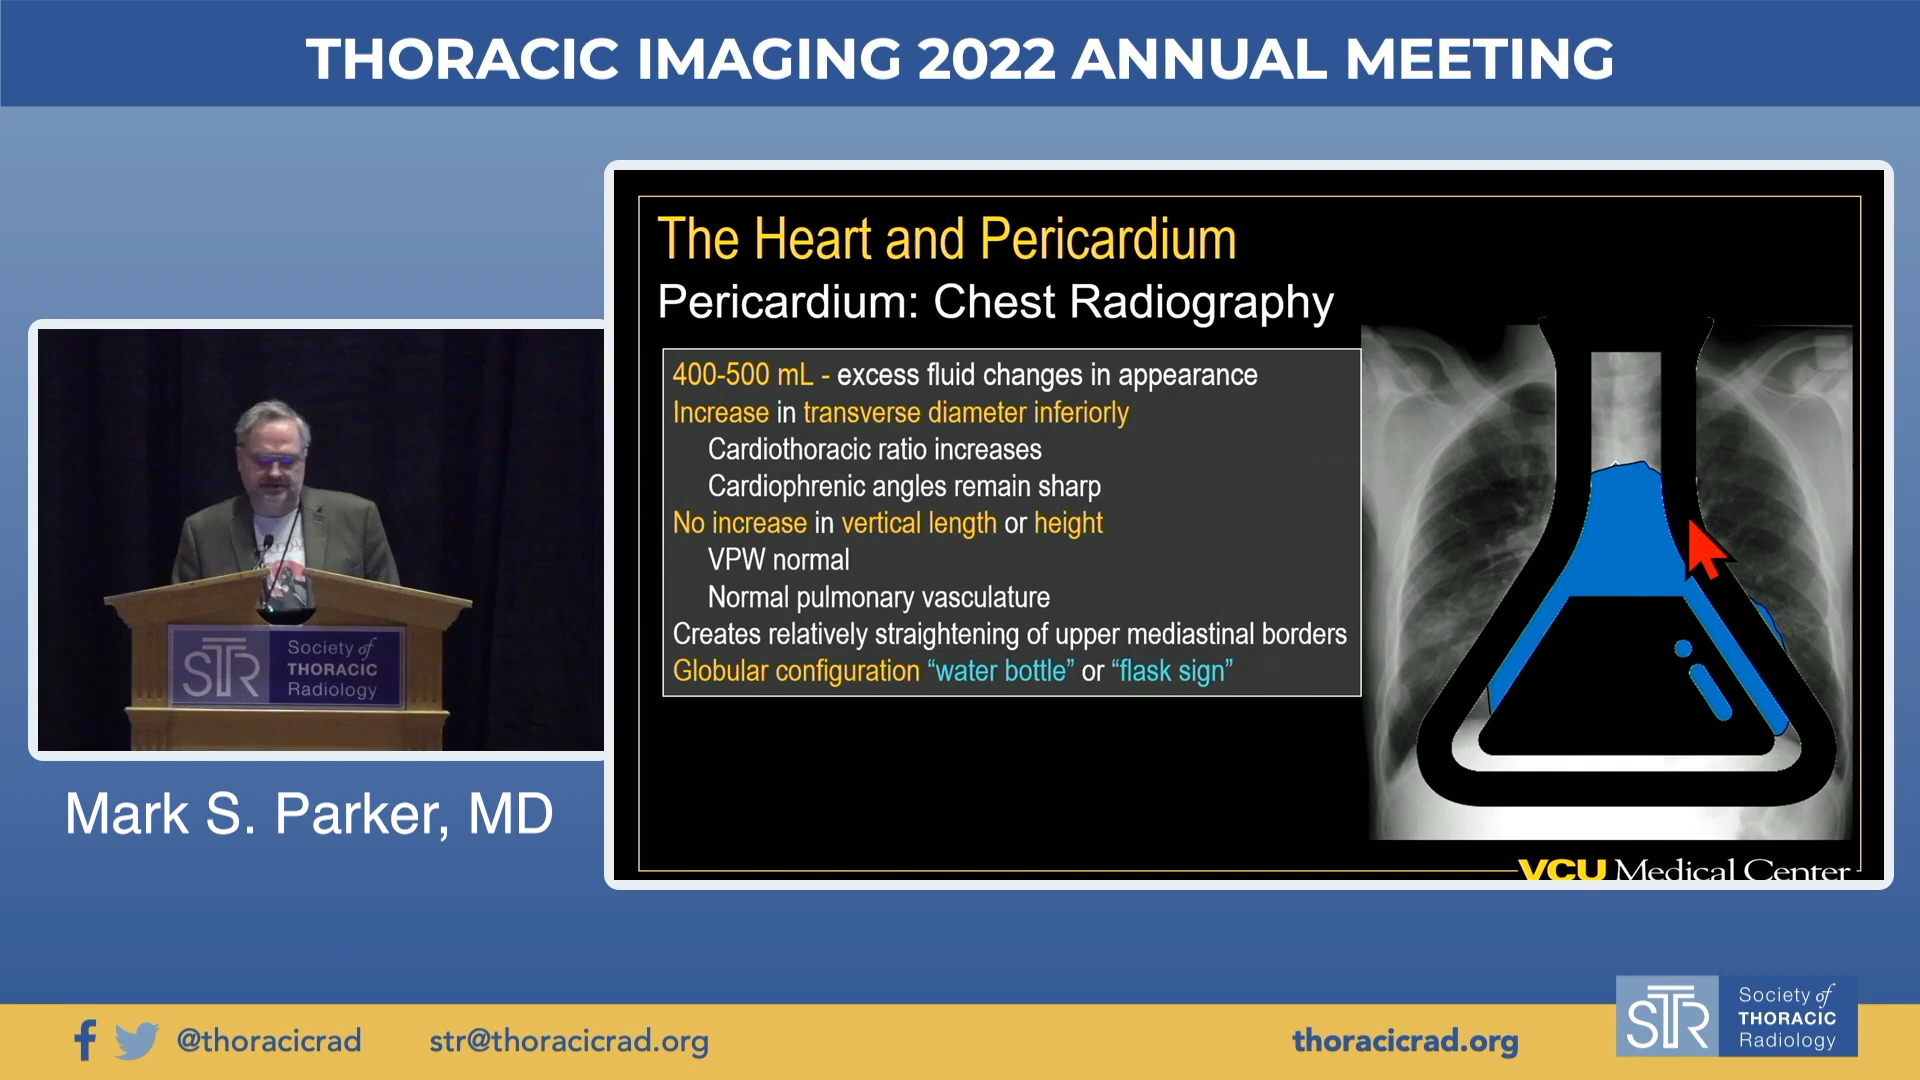 THORACIC IMAGING 2022 ANNUAL MEETING
The Heart and Pericardium
Pericardium: Chest Radiography
400-500 mL - excess fluid changes in appearance
Increase in transverse diameter inferiorly
Cardiothoracic ratio increases
Cardiophrenic angles remain sharp
No increase in vertical length or height
VPW normal
Normal pulmonary vasculature
Creates relatively straightening of upper mediastinal borders
Globular configuration “water bottle” or “flask sign”
VCU Medical Center
STR
Society of
THORACIC
Radiology
Mark S. Parker, MD
@thoracicrad
str@thoracicrad.org
thoracicrad.org
STR
Society of
THORACIC
Radiology